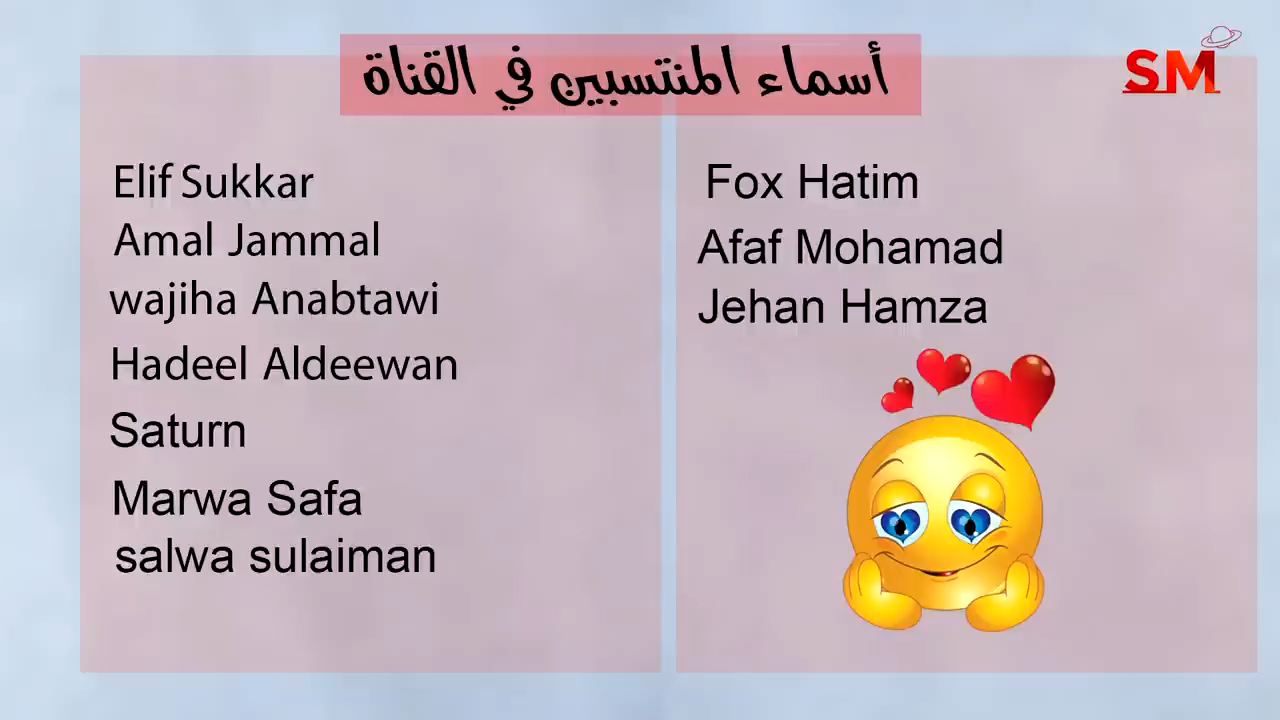 أسماء المنتسبين في القناة
SM
Elif Sukkar
Amal Jammal
wajiha Anabtawi
Hadeel Aldeewan
Saturn
Marwa Safa
salwa sulaiman
Fox Hatim
Afaf Mohamad
Jehan Hamza